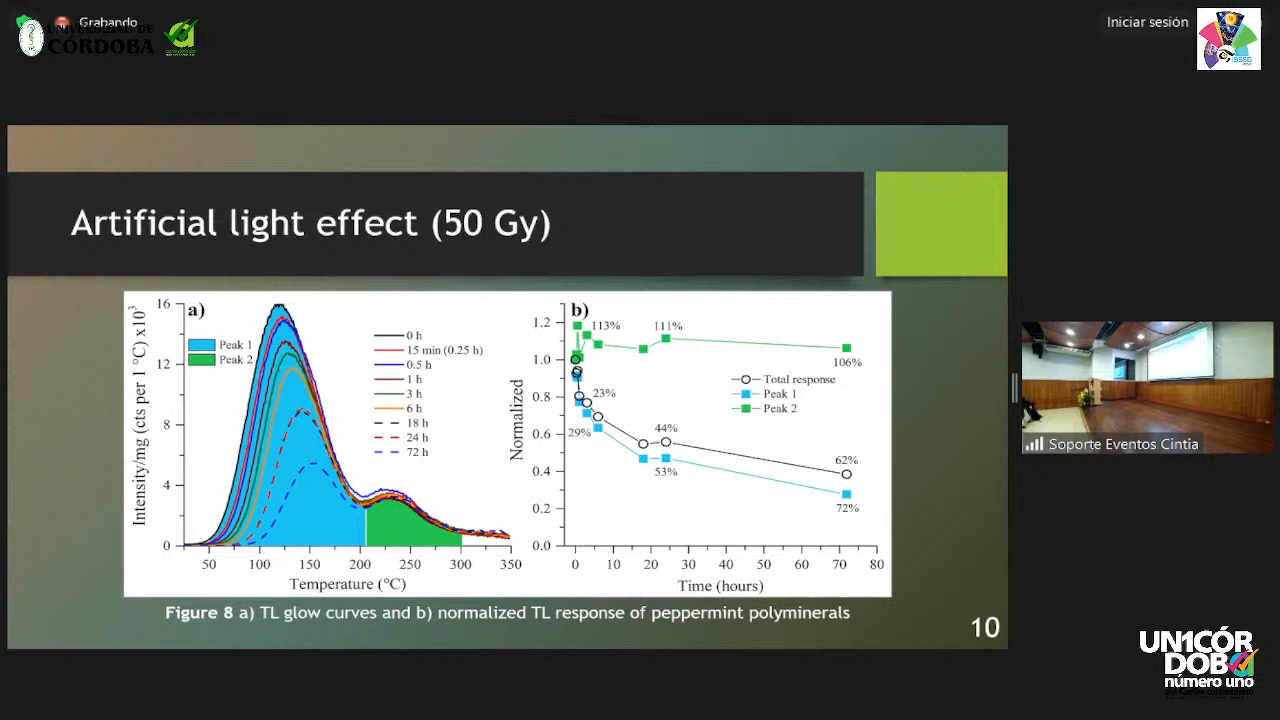 Grabando
UNIVERSIDAD DE
CÓRDOBA
Iniciar sesión
Artificial light effect (50 Gy)
a)
Intensity/mg (cts per 1 °C) x10³
16
12
8
4
0
Peak 1
Peak 2
0 h
15 min (0.25 h)
0.5 h
1 h
3 h
6 h
18 h
24 h
72 h
50 100 150 200 250 300 350
Temperature (°C)
b)
Normalized
1.2
1.0
0.8
0.6
0.4
0.2
0.0
113%
111%
106%
Total response
Peak 1
Peak 2
23%
29%
44%
53%
62%
72%
0 10 20 30 40 50 60 70 80
Time (hours)
Figure 8 a) TL glow curves and b) normalized TL response of peppermint polyminerals
10
Soporte Eventos Cintia
UN1CÓR
DOBA
número uno